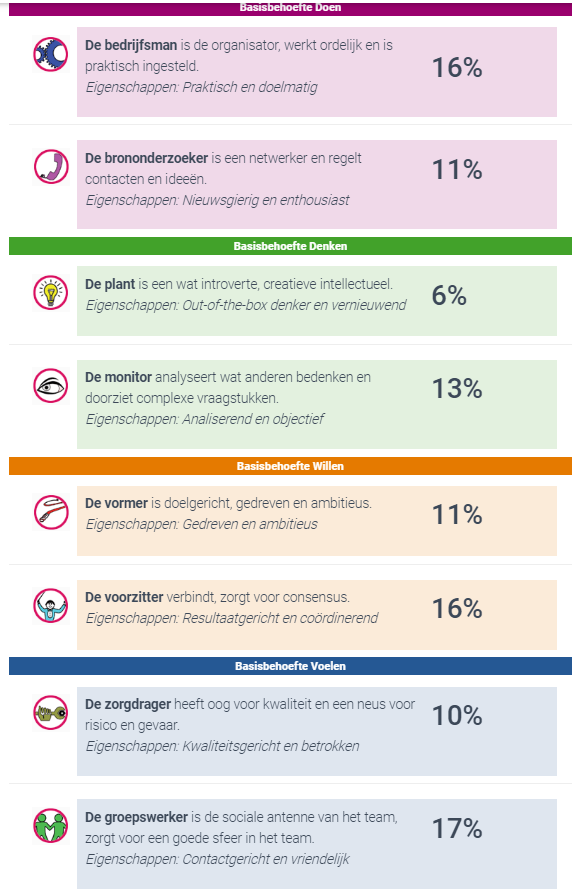 Basisbehoefte Doen
De bedrijfsman is de organisator, werkt ordelijk en is
praktisch ingesteld.
Eigenschappen: Praktisch en doelmatig
16%
De brononderzoeker is een netwerker en regelt
contacten en ideeën.
Eigenschappen: Nieuwsgierig en enthousiast
11%
Basisbehoefte Denken
De plant is een wat introverte, creatieve intellectueel.
Eigenschappen: Out-of-the-box denker en vernieuwend
6%
De monitor analyseert wat anderen bedenken en
doorziet complexe vraagstukken.
Eigenschappen: Analiserend en objectief
13%
Basisbehoefte Willen
De vormer is doelgericht, gedreven en ambitieus.
Eigenschappen: Gedreven en ambitieus
11%
De voorzitter verbindt, zorgt voor consensus.
Eigenschappen: Resultaatgericht en coördinerend
16%
Basisbehoefte Voelen
De zorgdrager heeft oog voor kwaliteit en een neus voor
risico en gevaar.
Eigenschappen: Kwaliteitsgericht en betrokken
10%
De groepswerker is de sociale antenne van het team,
zorgt voor een goede sfeer in het team.
Eigenschappen: Contactgericht en vriendelijk
17%